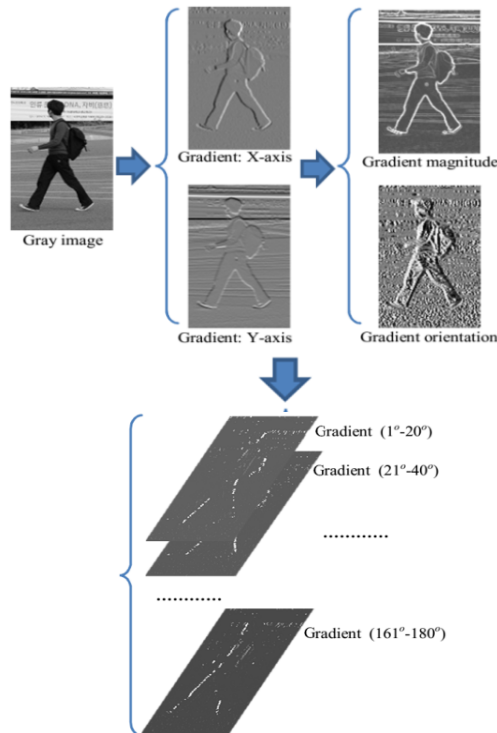 Gray image
Gradient: X-axis
Gradient: Y-axis
Gradient magnitude
Gradient orientation
Gradient (1°-20°)
Gradient (21°-40°)
............
............
Gradient (161°-180°)